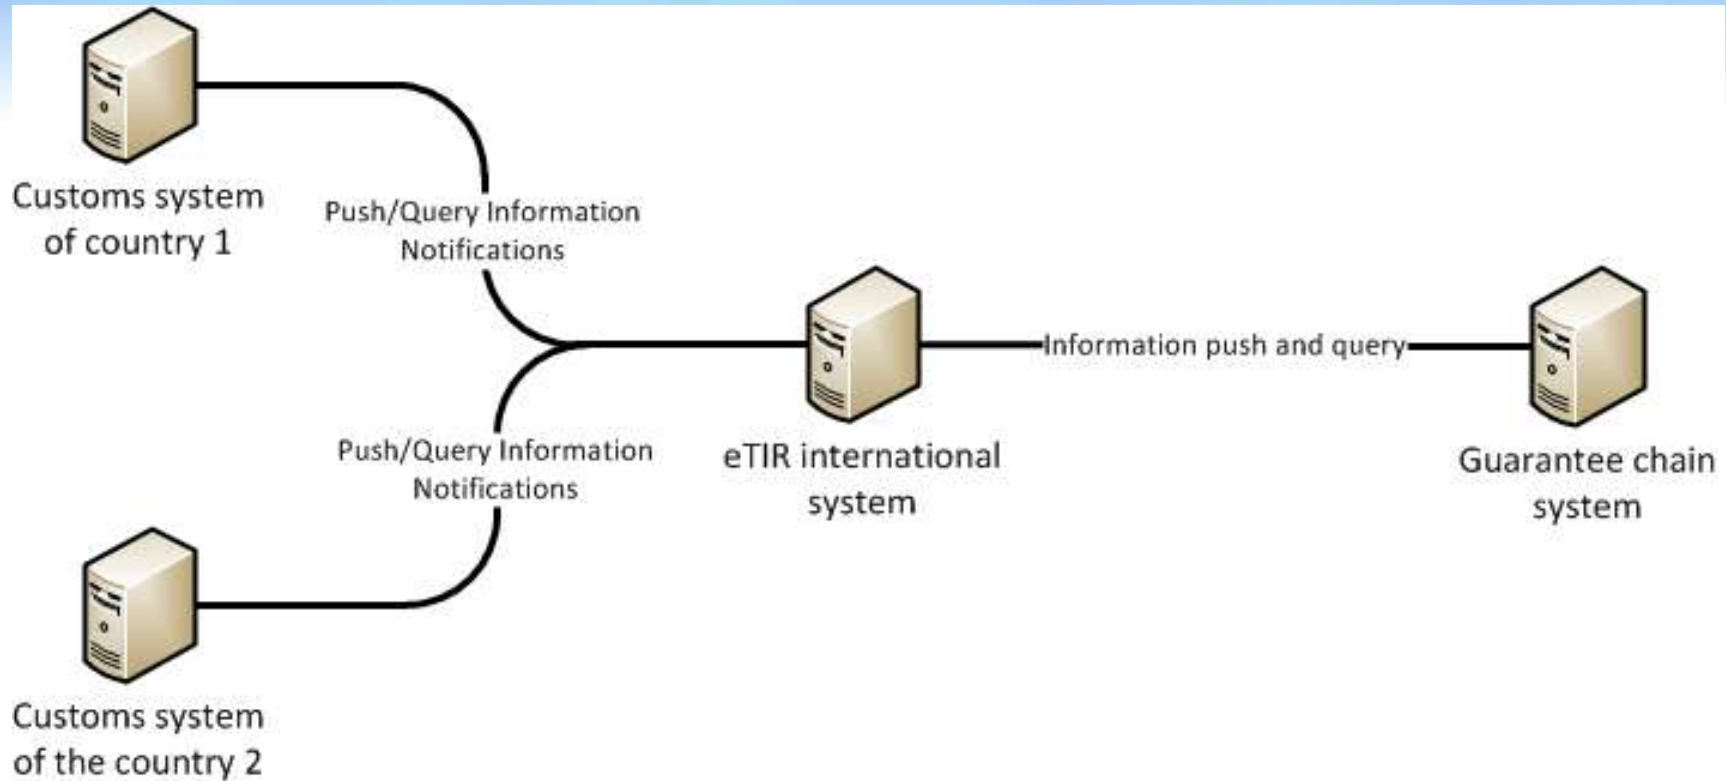 Customs system
of country 1
Push/Query Information
Notifications
Information push and query
Push/Query Information
Notifications
eTIR international
system
Guarantee chain
system
Customs system
of the country 2